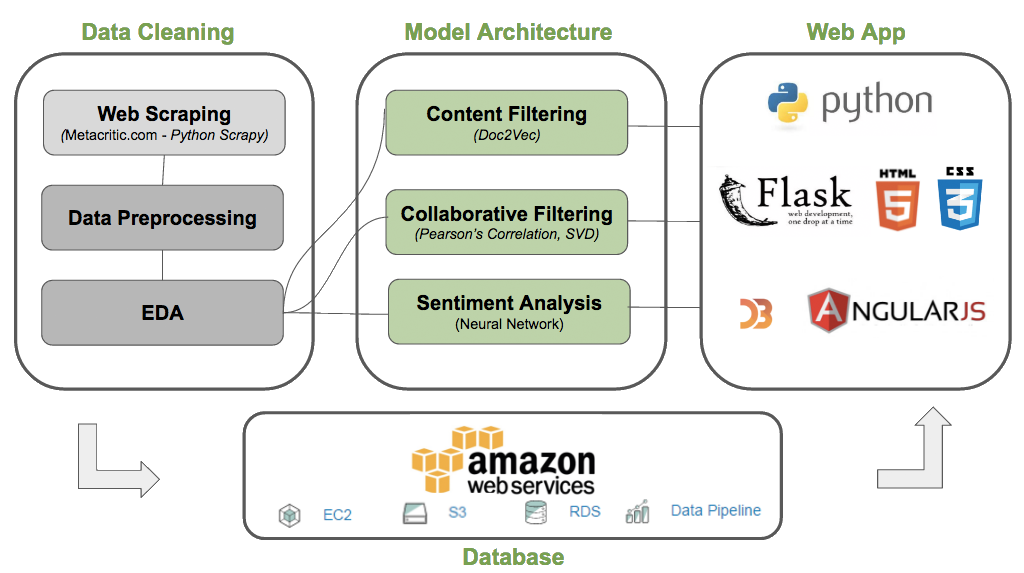 Data Cleaning
Model Architecture
Web App
Web Scraping
(Metacritic.com - Python Scrapy)
Data Preprocessing
EDA
Content Filtering
(Doc2Vec)
Collaborative Filtering
(Pearson's Correlation, SVD)
Sentiment Analysis
(Neural Network)
python
Flask
web development,
one drop at a time
HTML
5
CSS
3
D3
A
NGULARJS
amazon
web services
EC2
S3
RDS
Data Pipeline
Database